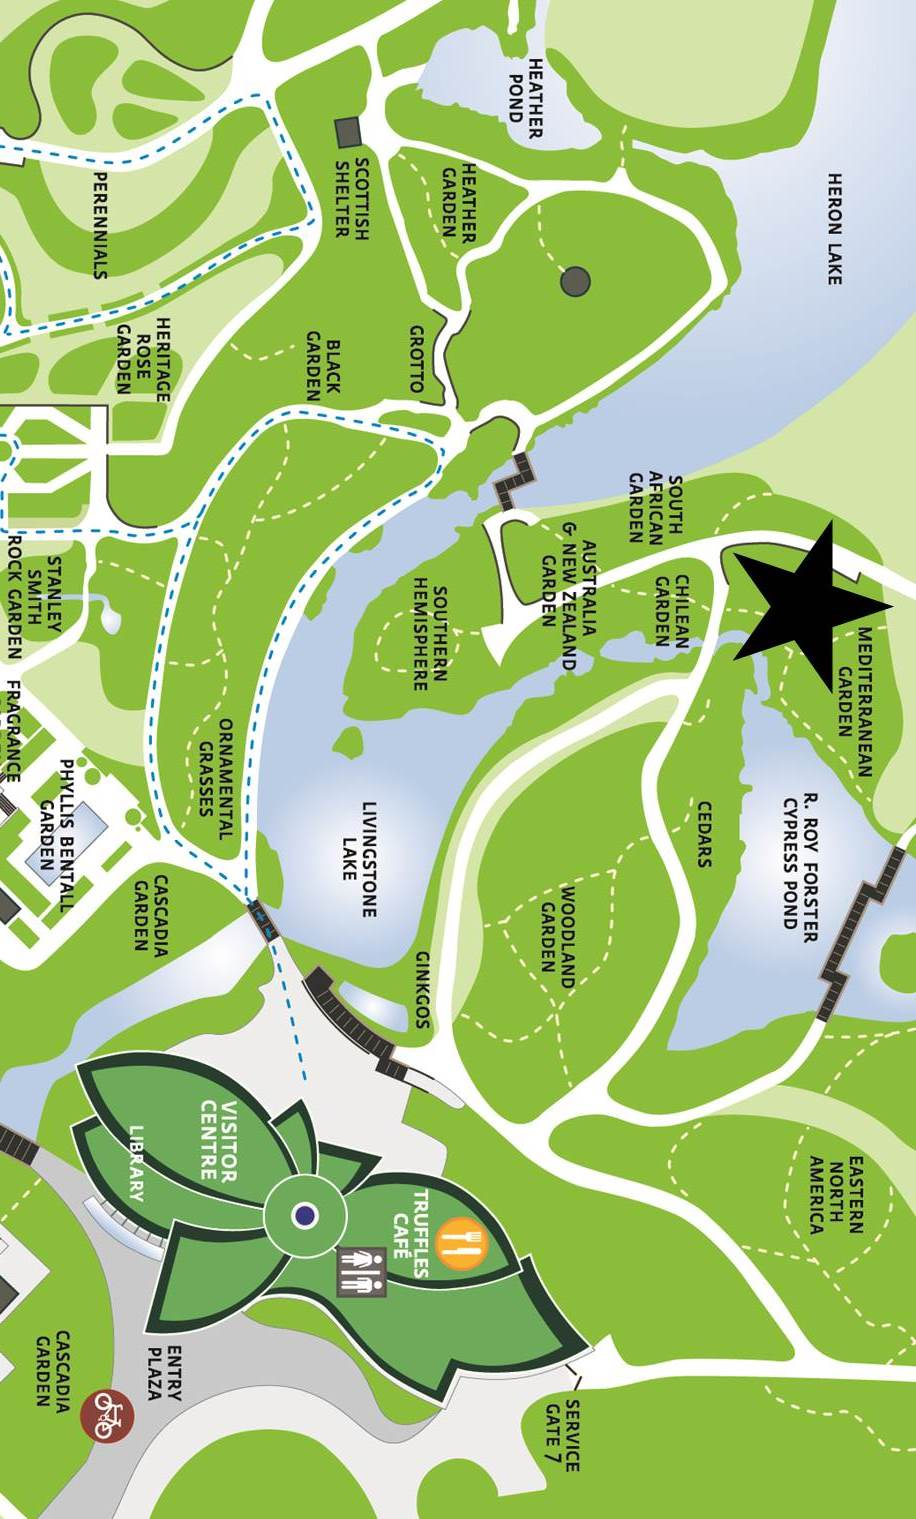 HEATHER
POND
HERON LAKE
SCOTTISH
SHELTER
HEATHER
GARDEN
PERENNIALS
HERITAGE
ROSE
GARDEN
BLACK
GARDEN
GROTTO
SOUTH
AFRICAN
GARDEN
AUSTRALIA
& NEW ZEALAND
GARDEN
CHILEAN
GARDEN
SOUTHERN
HEMISPHERE
MEDITERRANEAN
GARDEN
STANLEY
SMITH
ROCK GARDEN
FRAGRANCE
ORNAMENTAL
GRASSES
PHYLLIS BENTALL
GARDEN
LIVINGSTONE
LAKE
CEDARS
R. ROY FORSTER
CYPRESS POND
CASCADIA
GARDEN
WOODLAND
GARDEN
GINKGOS
VISITOR
CENTRE
LIBRARY
TRUFFLES
CAFÉ
EASTERN
NORTH
AMERICA
ENTRY
PLAZA
CASCADIA
GARDEN
SERVICE
GATE 7